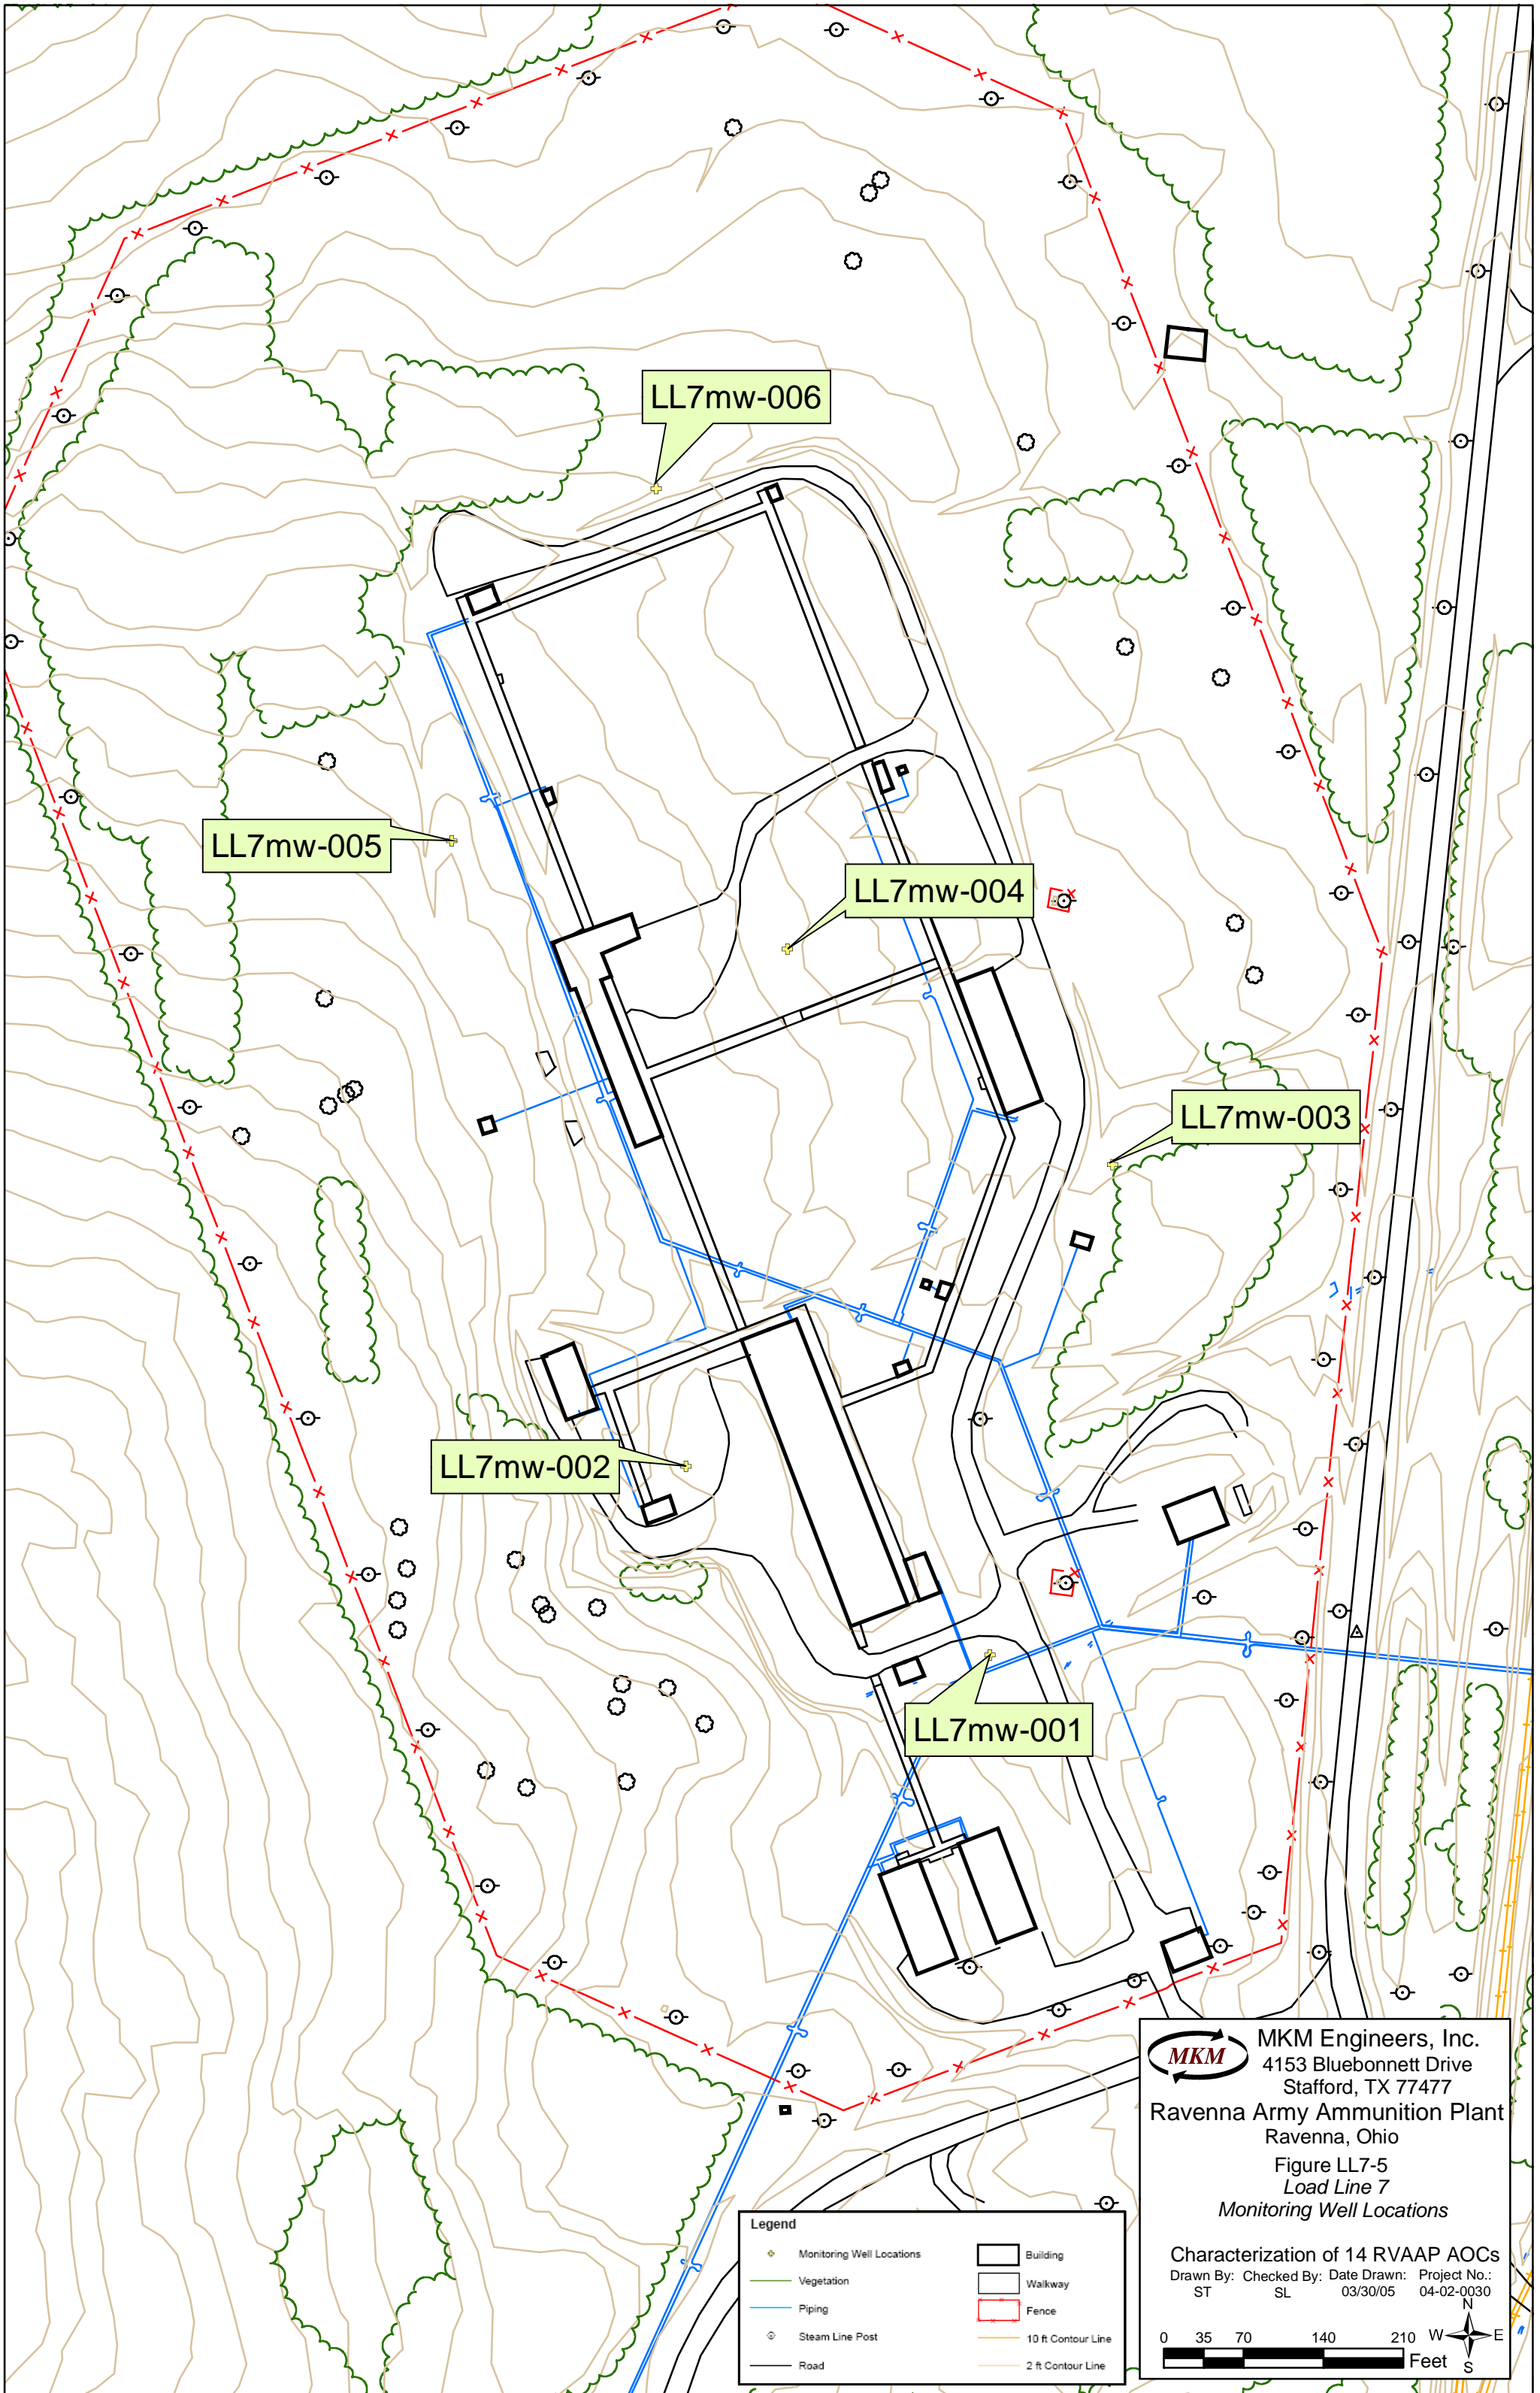 LL7mw-006
LL7mw-005
LL7mw-004
LL7mw-003
LL7mw-002
LL7mw-001
MKM
MKM Engineers, Inc.
4153 Bluebonnett Drive
Stafford, TX 77477
Ravenna Army Ammunition Plant
Ravenna, Ohio
Figure LL7-5
Load Line 7
Monitoring Well Locations
Characterization of 14 RVAAP AOCs
Drawn By: Checked By: Date Drawn: Project No.:
ST SL 03/30/05 04-02-0030
N
W E
S
0 35 70 140 210
Feet
Legend
Monitoring Well Locations
Vegetation
Piping
Steam Line Post
Road
Building
Walkway
Fence
10 ft Contour Line
2 ft Contour Line